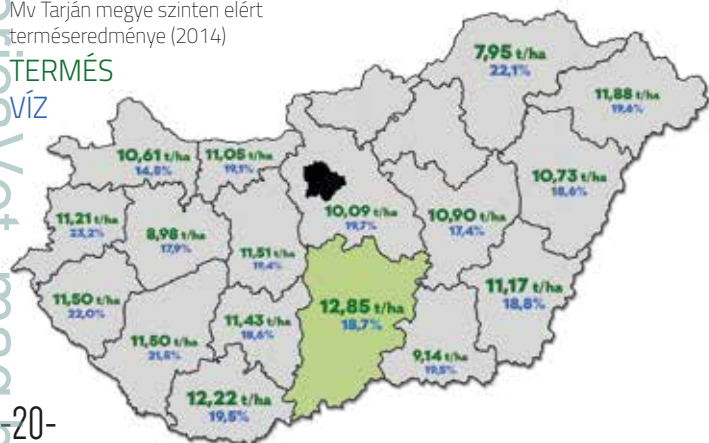 Mv Tarján megye szinten elért
terméseredménye (2014)
TERMÉS
VÍZ
7,95 t/ha
22,1%
11,88 t/ha
19,6%
10,61 t/ha
14,8%
11,05 t/ha
19,1%
10,73 t/ha
18,6%
11,21 t/ha
23,2%
8,98 t/ha
17,9%
11,51 t/ha
19,4%
10,09 t/ha
19,7%
10,90 t/ha
17,4%
11,50 t/ha
22,0%
11,50 t/ha
21,5%
11,43 t/ha
18,6%
12,85 t/ha
18,7%
11,17 t/ha
18,8%
9,14 t/ha
19,5%
12,22 t/ha
19,5%
-20-